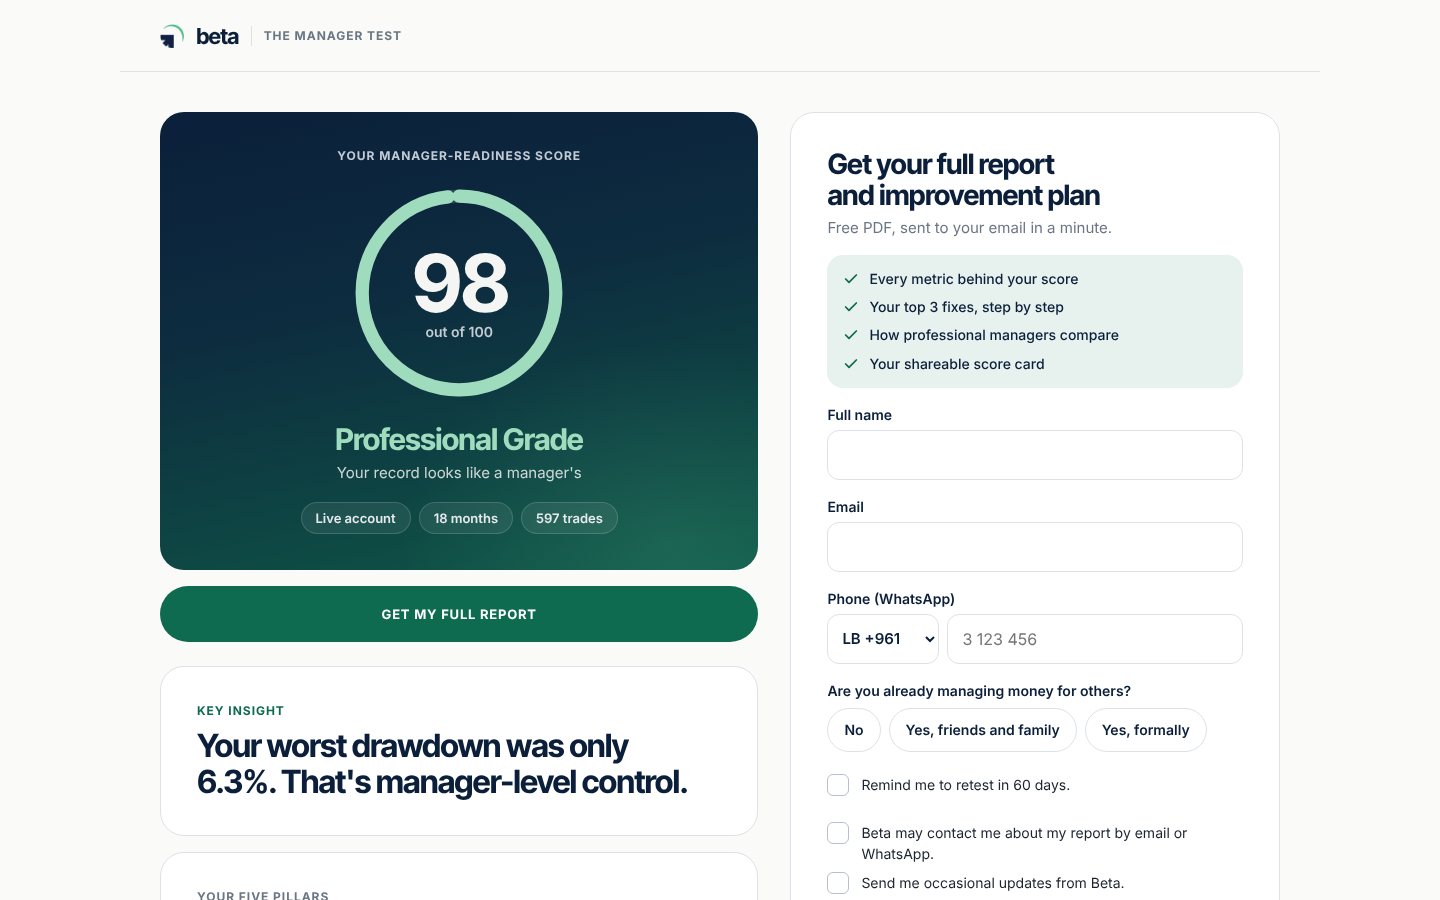 beta
THE MANAGER TEST
YOUR MANAGER-READINESS SCORE
98
out of 100
Professional Grade
Your record looks like a manager's
Live account
18 months
597 trades
GET MY FULL REPORT
KEY INSIGHT
Your worst drawdown was only
6.3%. That's manager-level control.
YOUR FIVE PILLARS
Get your full report
and improvement plan
Free PDF, sent to your email in a minute.
Every metric behind your score
Your top 3 fixes, step by step
How professional managers compare
Your shareable score card
Full name
Email
Phone (WhatsApp)
LB +961
3 123 456
Are you already managing money for others?
No
Yes, friends and family
Yes, formally
Remind me to retest in 60 days.
Beta may contact me about my report by email or
WhatsApp.
Send me occasional updates from Beta.